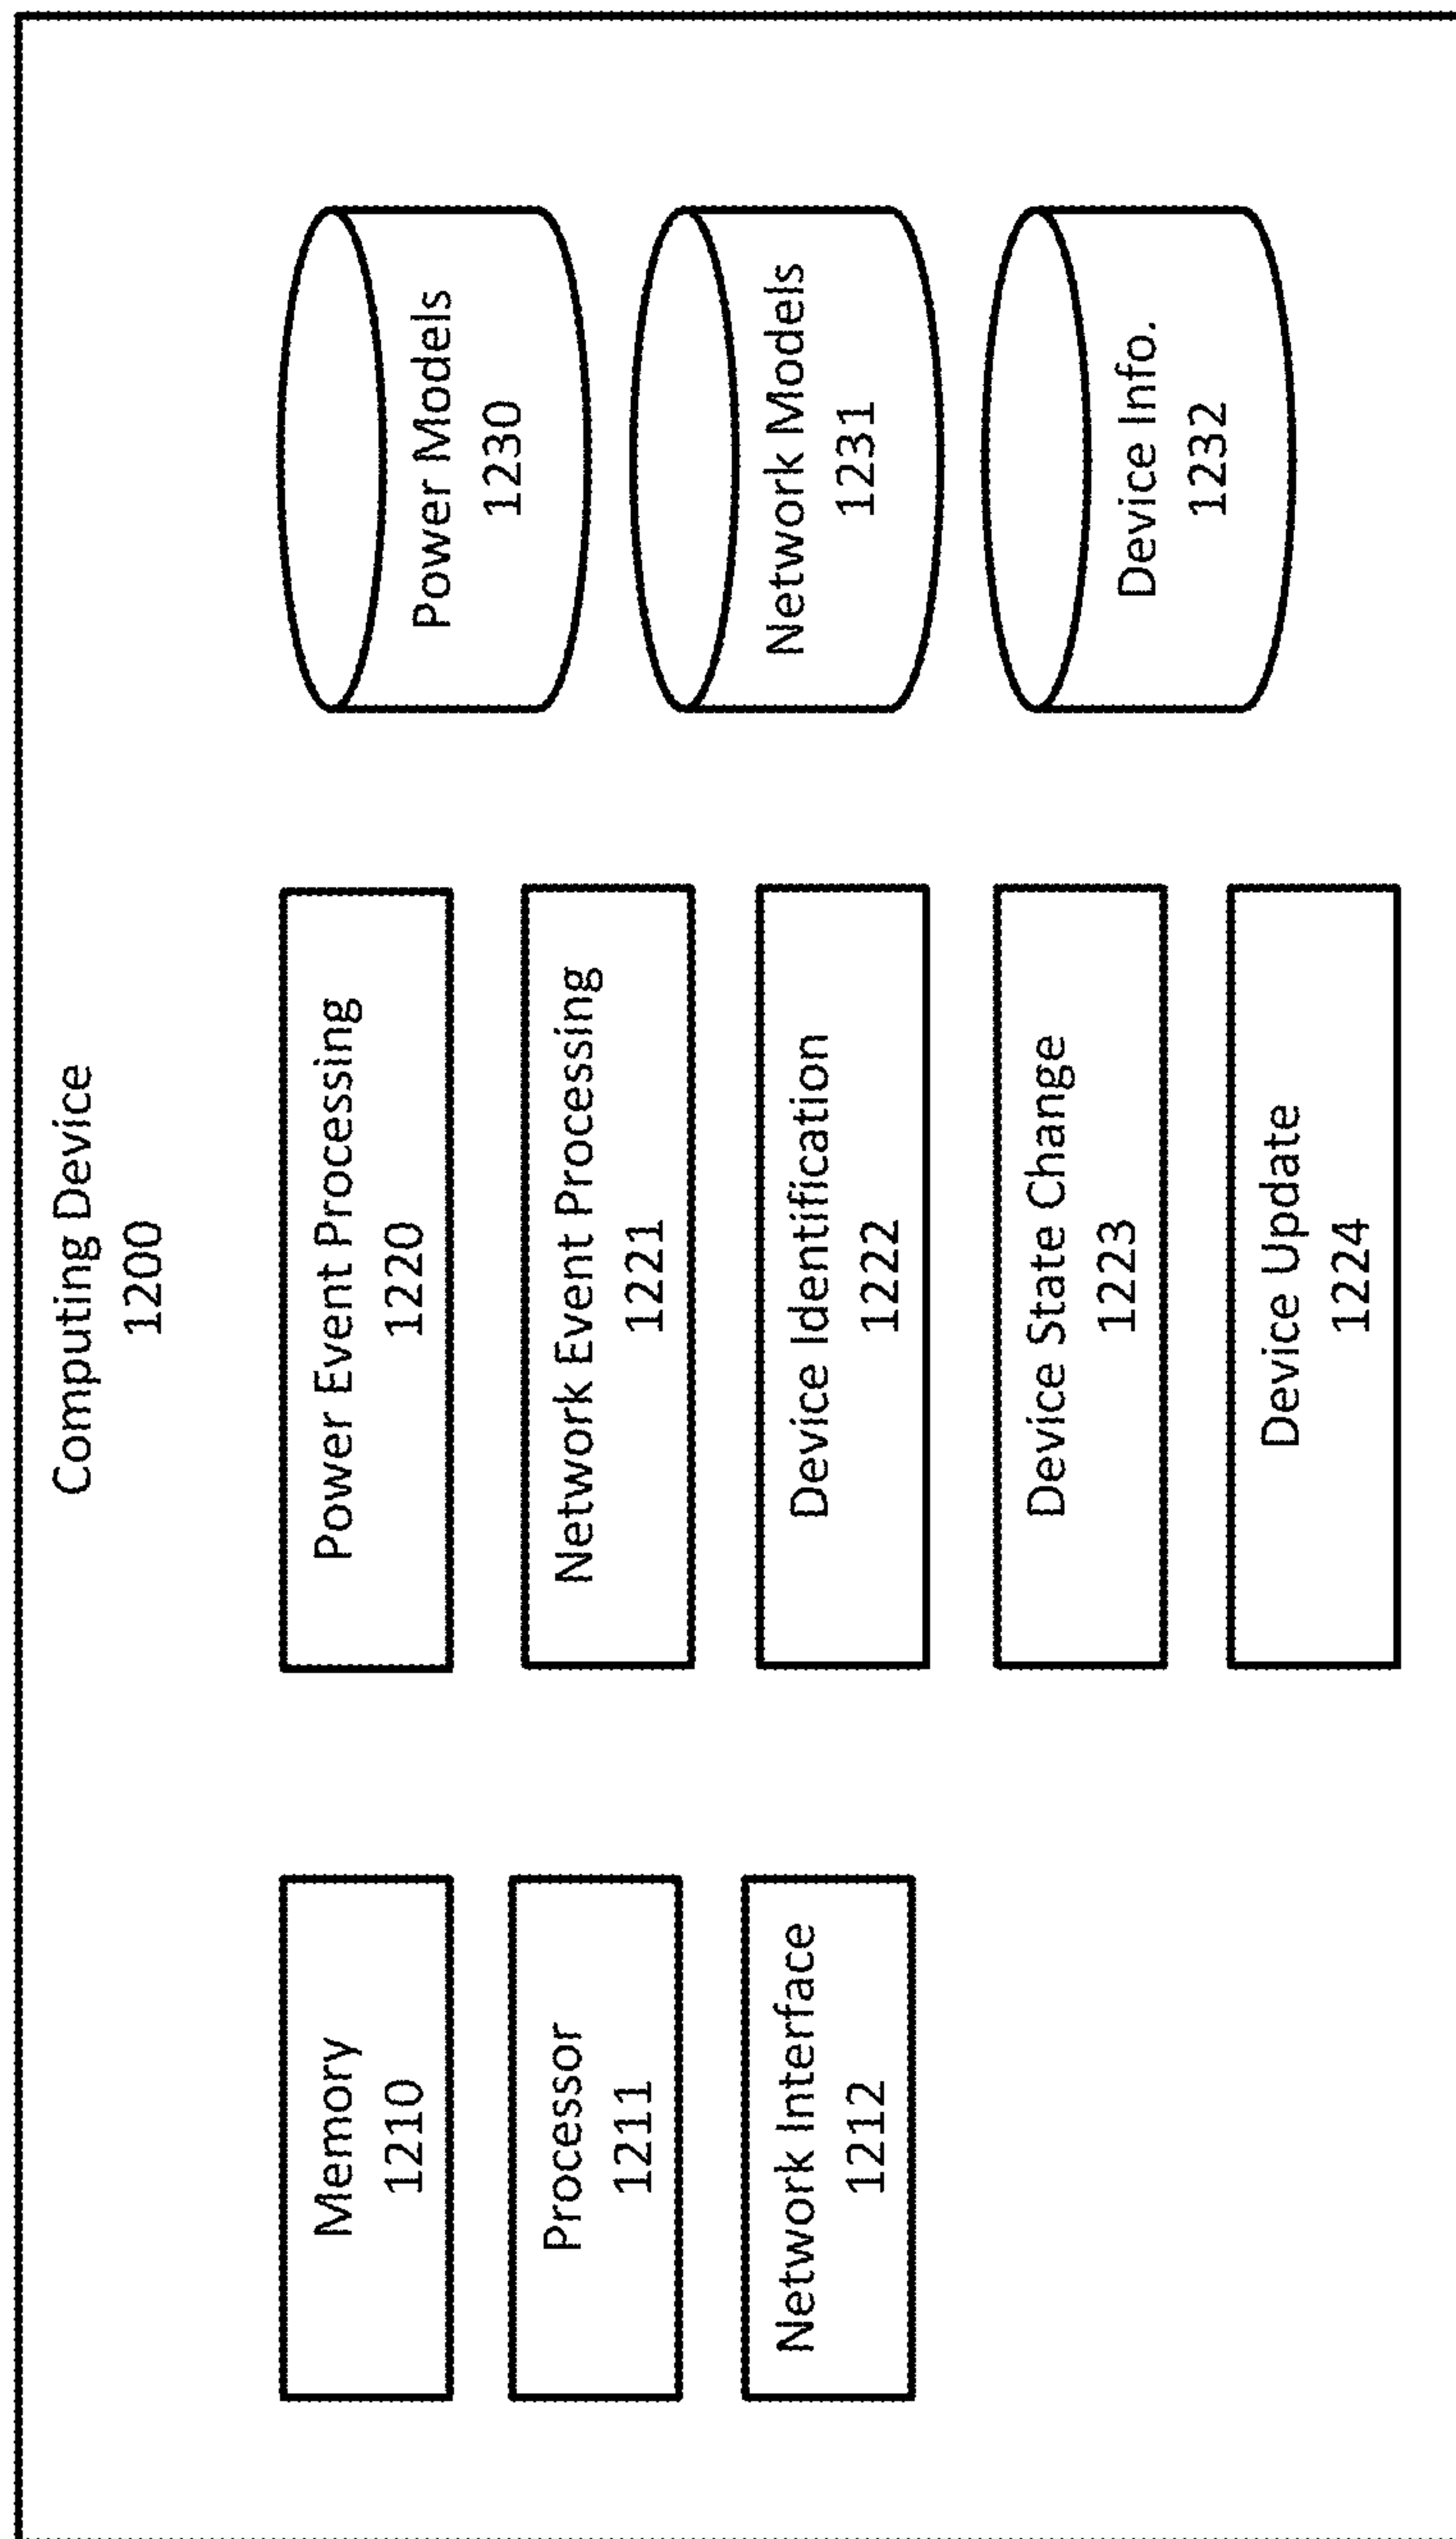 Computing Device
1200
Memory
1210
Processor
1211
Network Interface
1212
Power Event Processing
1220
Network Event Processing
1221
Device Identification
1222
Device State Change
1223
Device Update
1224
Power Models
1230
Network Models
1231
Device Info.
1232